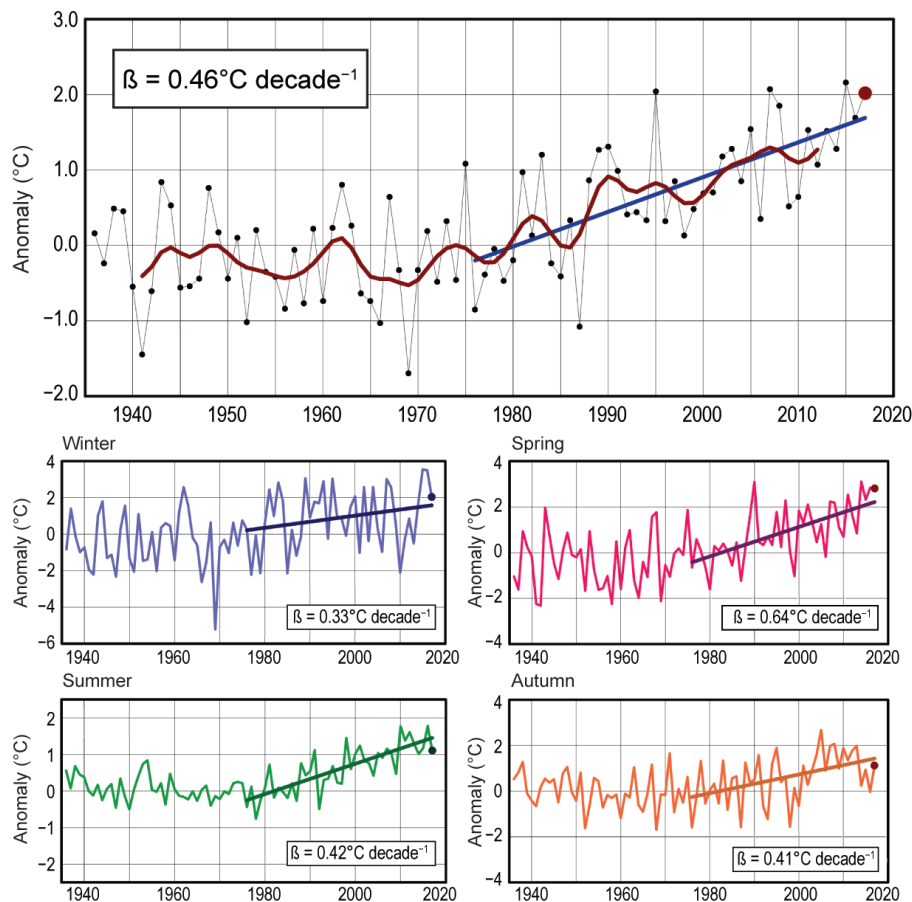 3.0
ß = 0.46°C decade⁻¹
2.0
1.0
0.0
−1.0
−2.0
Anomaly (°C)
1940 1950 1960 1970 1980 1990 2000 2010 2020
Winter
4
2
0
−2
−4
−6
Anomaly (°C)
ß = 0.33°C decade⁻¹
1940 1960 1980 2000 2020
Spring
4
2
0
−2
−4
Anomaly (°C)
ß = 0.64°C decade⁻¹
1940 1960 1980 2000 2020
Summer
2
1
0
−1
−2
Anomaly (°C)
ß = 0.42°C decade⁻¹
1940 1960 1980 2000 2020
Autumn
4
2
0
−2
−4
Anomaly (°C)
ß = 0.41°C decade⁻¹
1940 1960 1980 2000 2020